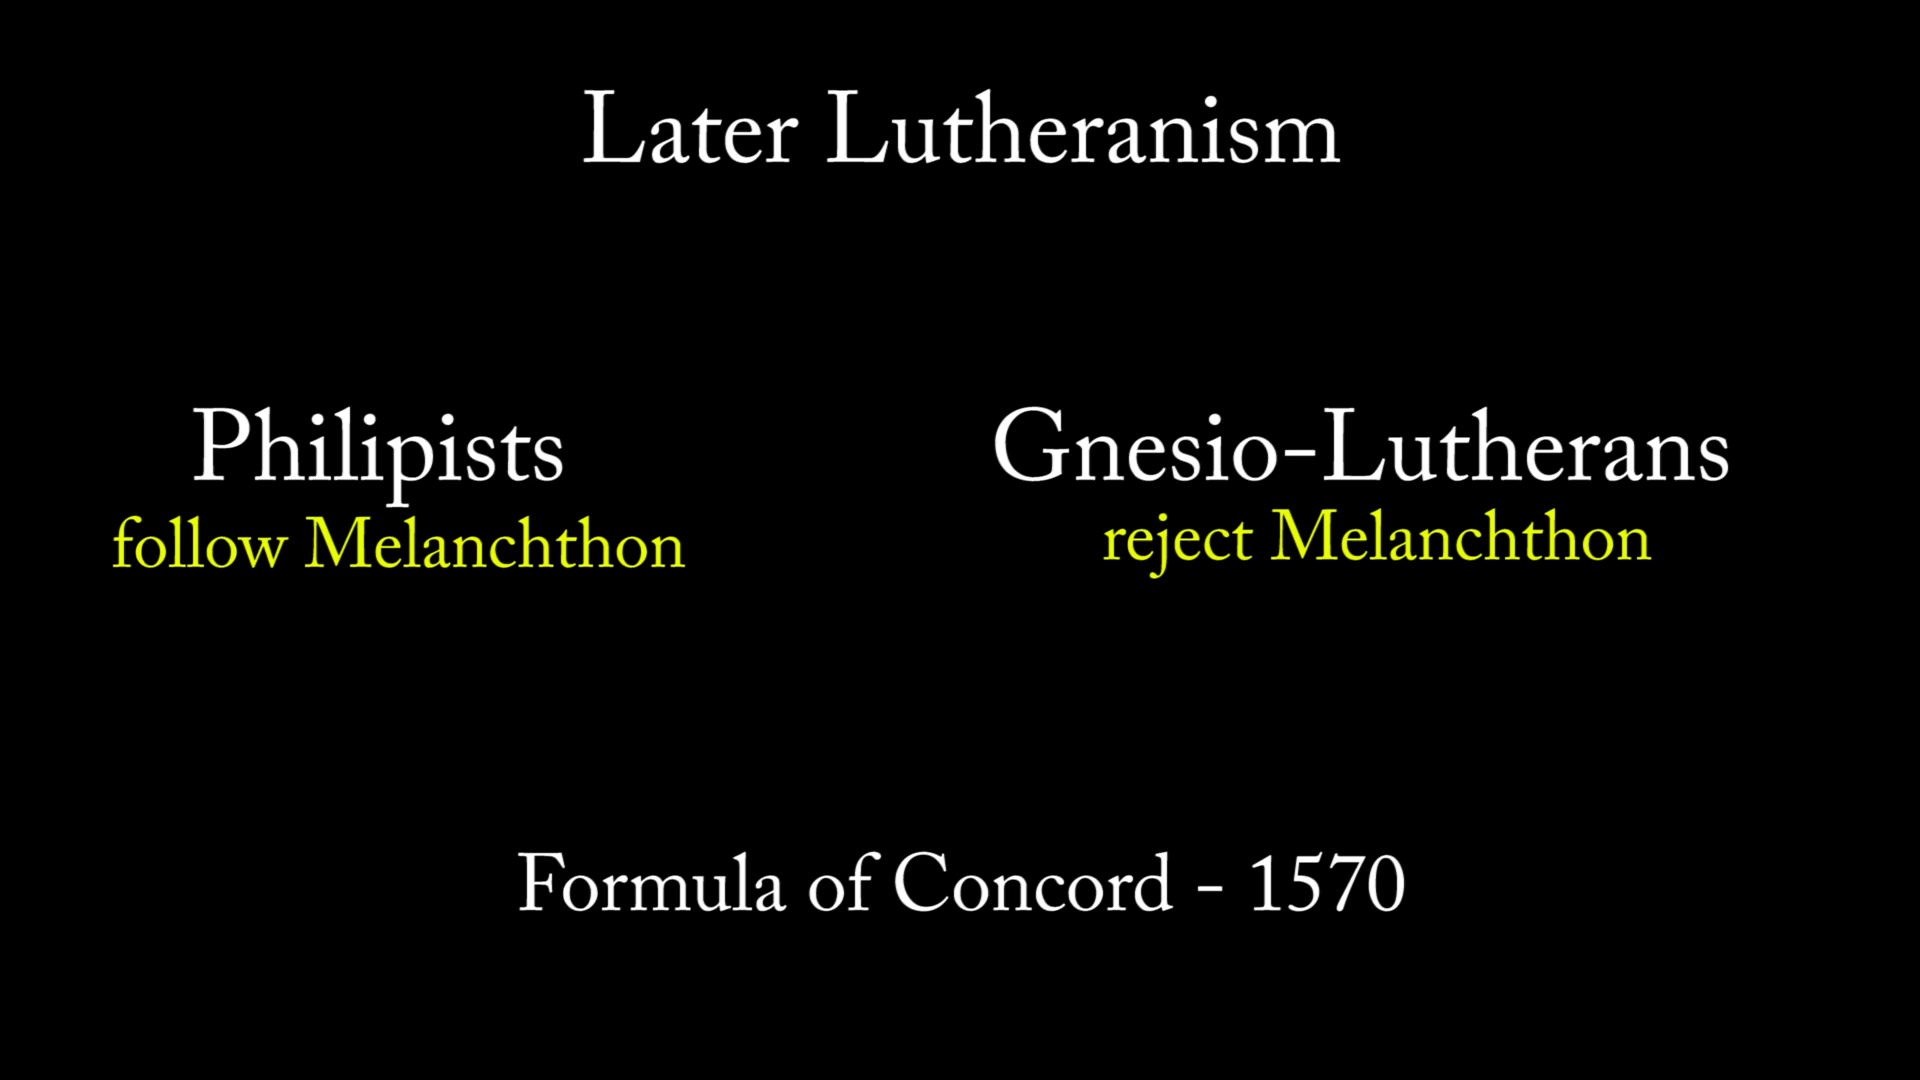 Later Lutheranism
Philipists
follow Melanchthon
Gnesio-Lutherans
reject Melanchthon
Formula of Concord - 1570